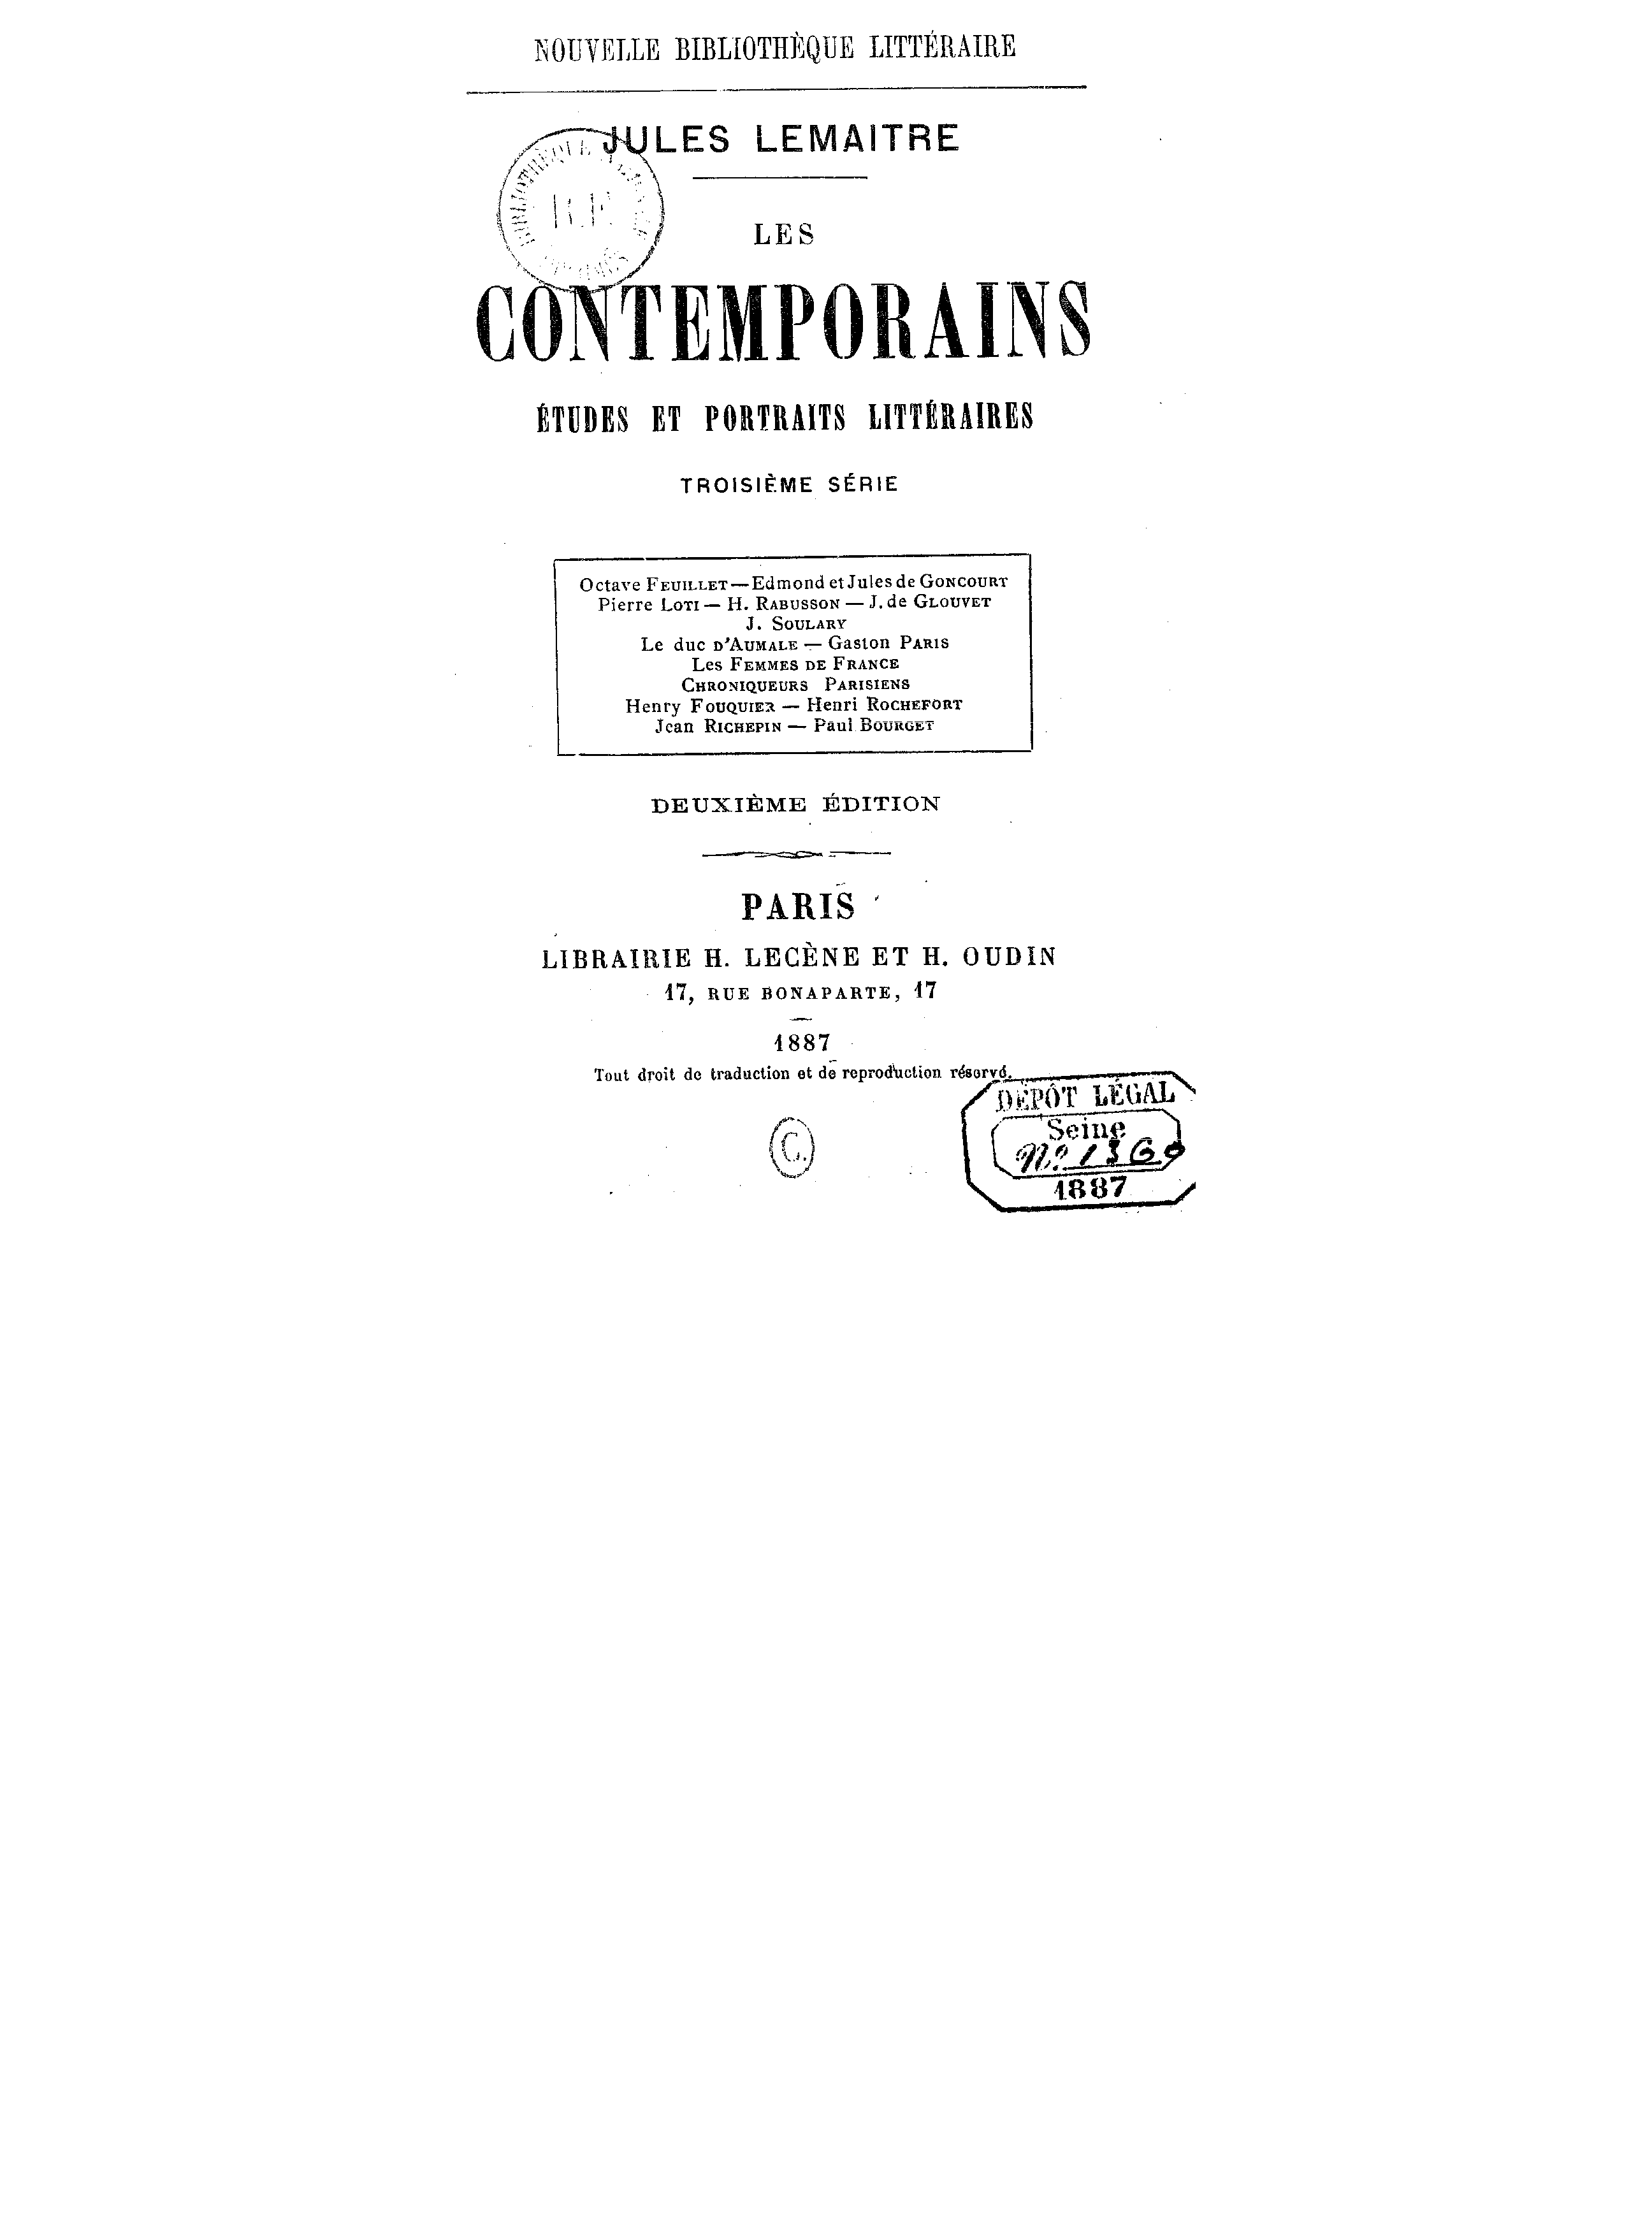 NOUVELLE BIBLIOTHÈQUE LITTÉRAIRE
JULES LEMAITRE
BIBLIOTHÈQUE
R.F.
LES
CONTEMPORAINS
ÉTUDES ET PORTRAITS LITTÉRAIRES
TROISIÈME SÉRIE
Octave FEUILLET — Edmond et Jules de GONCOURT
Pierre LOTI — H. RABUSSON — J. de GLOUVET
J. SOULARY
Le duc D'AUMALE — Gaston PARIS
Les FEMMES DE FRANCE
CHRONIQUEURS PARISIENS
Henry FOUQUIER — Henri ROCHEFORT
Jean RICHEPIN — Paul BOURGET
DEUXIÈME ÉDITION
PARIS
LIBRAIRIE H. LECÈNE ET H. OUDIN
17, RUE BONAPARTE, 17
1887
Tout droit de traduction et de reproduction réservé.
DÉPÔT LÉGAL
Seine
No
1887
C.